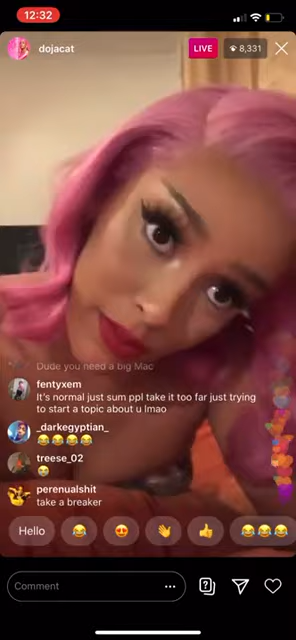 12:32
dojacat
LIVE
8,331
Dude you need a big Mac
fentyxem
It's normal just sum ppl take it too far just trying
to start a topic about u lmao
_darkegyptian_
😂😂😂😂
treese_02
😭
perenualshit
take a breaker
Hello 😂 😍 👋 👍 😂😂😂
Comment